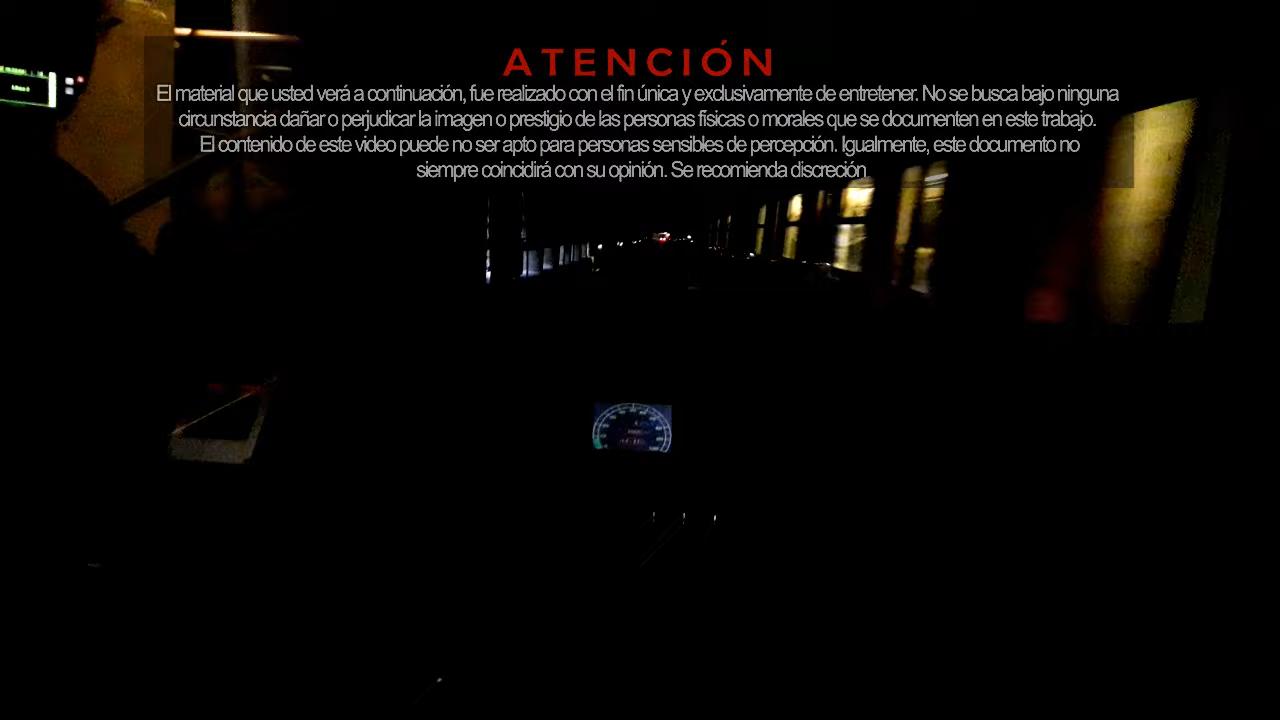 ATENCIÓN
El material que usted verá a continuación, fue realizado con el fin única y exclusivamente de entretener. No se busca bajo ninguna
circunstancia dañar o perjudicar la imagen o prestigio de las personas físicas o morales que se documenten en este trabajo.
El contenido de este video puede no ser apto para personas sensibles de percepción. Igualmente, este documento no
siempre coincidirá con su opinión. Se recomienda discreción